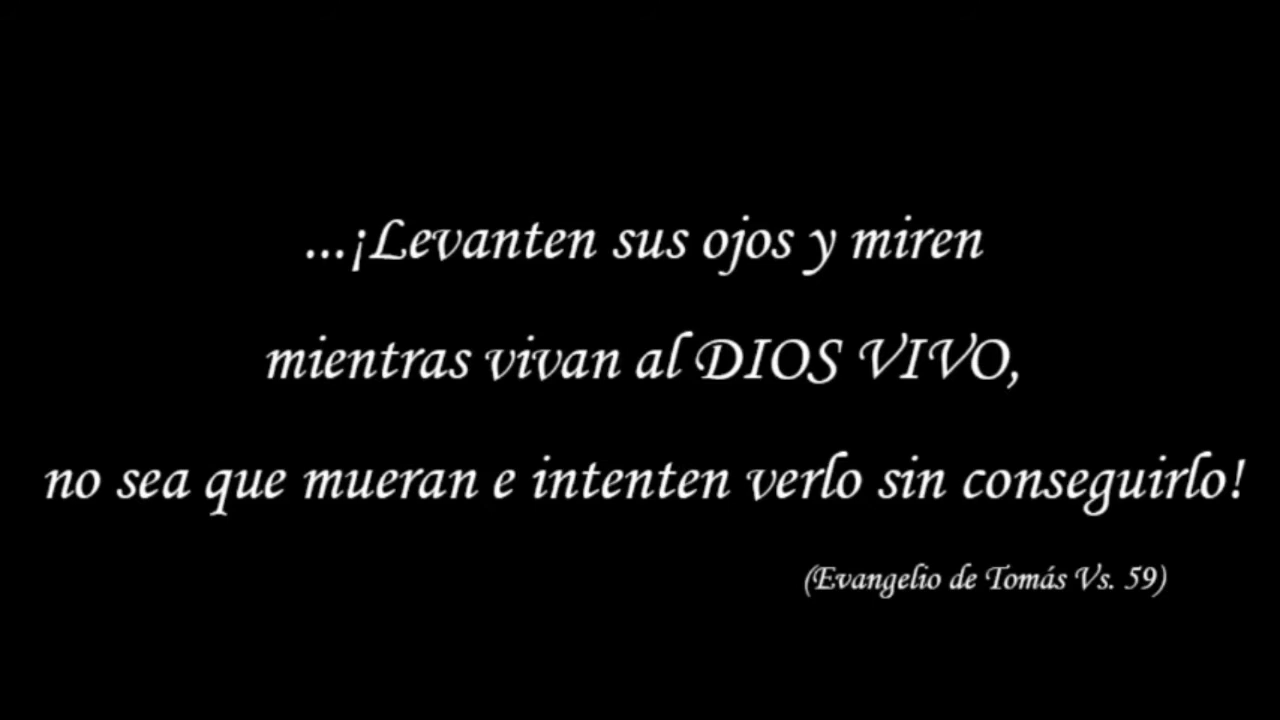 ...¡Levanten sus ojos y miren
mientras vivan al DIOS VIVO,
no sea que mueran e intenten verlo sin conseguirlo!
(Evangelio de Tomás Vs. 59)